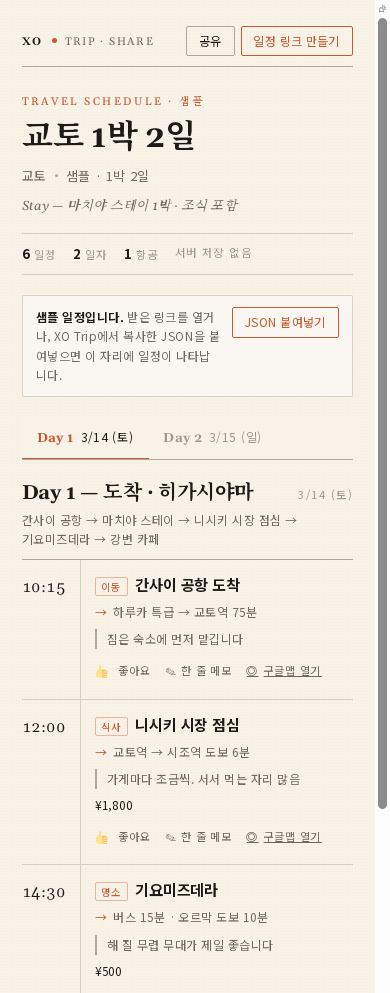 XO • TRIP · SHARE 공유 일정 링크 만들기
TRAVEL SCHEDULE · 샘플
교토 1박 2일
교토 • 샘플 · 1박 2일
Stay — 마치야 스테이 1박 · 조식 포함
6 일정 2 일자 1 항공 서버 저장 없음
샘플 일정입니다. 받은 링크를 열거
나, XO Trip에서 복사한 JSON을 붙
여넣으면 이 자리에 일정이 나타납
니다.
JSON 붙여넣기
Day 1 3/14 (토) Day 2 3/15 (일)
Day 1 — 도착 · 히가시야마 3/14 (토)
간사이 공항 → 마치야 스테이 → 니시키 시장 점심 →
기요미즈데라 → 강변 카페
10:15 이동 간사이 공항 도착
→ 하루카 특급 → 교토역 75분
짐은 숙소에 먼저 맡깁니다
👍 좋아요 ✎ 한 줄 메모 ◎ 구글맵 열기
12:00 식사 니시키 시장 점심
→ 교토역 → 시조역 도보 6분
가게마다 조금씩. 서서 먹는 자리 많음
¥1,800
👍 좋아요 ✎ 한 줄 메모 ◎ 구글맵 열기
14:30 명소 기요미즈데라
→ 버스 15분 · 오르막 도보 10분
해 질 무렵 무대가 제일 좋습니다
¥500